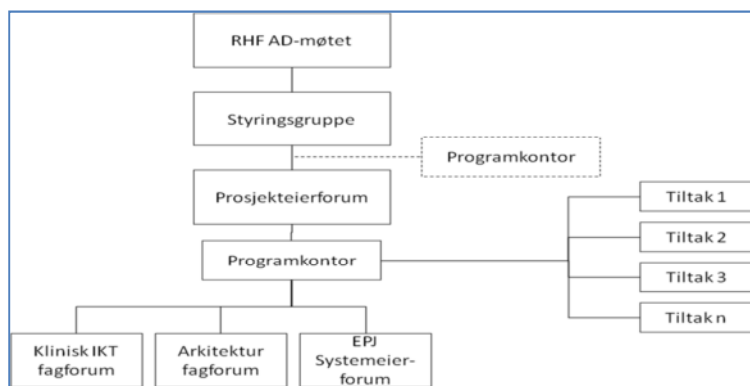 RHF AD-møtet
Styringsgruppe
Programkontor
Prosjekteierforum
Tiltak 1
Tiltak 2
Programkontor
Tiltak 3
Tiltak n
Klinisk IKT
fagforum
Arkitektur
fagforum
EPJ
Systemeier-
forum